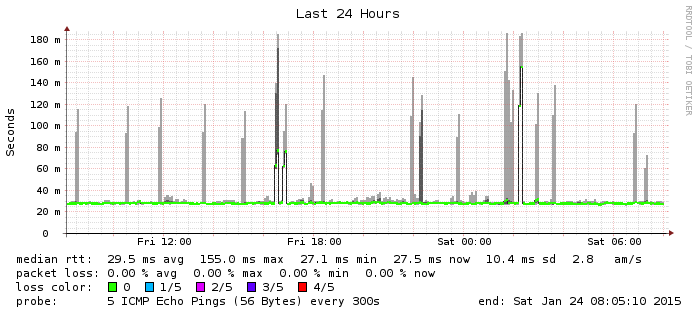 Last 24 Hours
RRDTOOL / TOBI OETIKER
Seconds
180 m
160 m
140 m
120 m
100 m
80 m
60 m
40 m
20 m
0
Fri 12:00 Fri 18:00 Sat 00:00 Sat 06:00
median rtt: 29.5 ms avg 155.0 ms max 27.1 ms min 27.5 ms now 10.4 ms sd 2.8 am/s
packet loss: 0.00 % avg 0.00 % max 0.00 % min 0.00 % now
loss color: 0 1/5 2/5 3/5 4/5
probe: 5 ICMP Echo Pings (56 Bytes) every 300s end: Sat Jan 24 08:05:10 2015